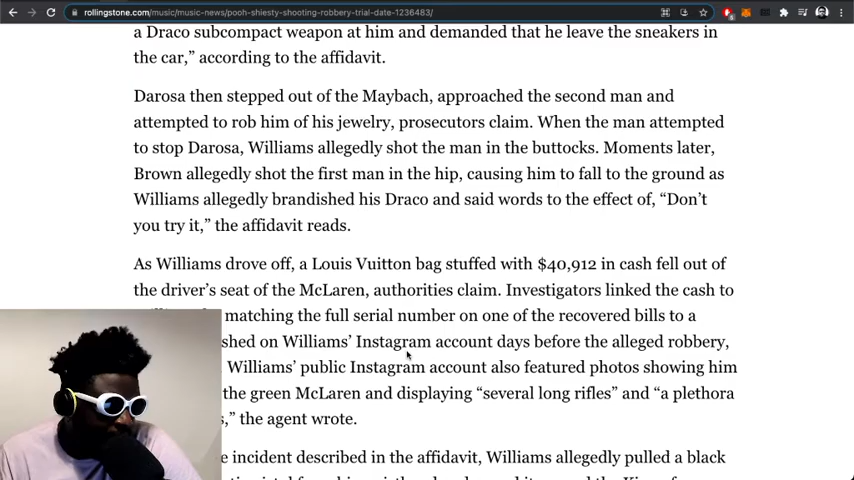 rollingstone.com/music/music-news/pooh-shiesty-shooting-robbery-trial-date-1236483/
a Draco subcompact weapon at him and demanded that he leave the sneakers in
the car,” according to the affidavit.
Darosa then stepped out of the Maybach, approached the second man and
attempted to rob him of his jewelry, prosecutors claim. When the man attempted
to stop Darosa, Williams allegedly shot the man in the buttocks. Moments later,
Brown allegedly shot the first man in the hip, causing him to fall to the ground as
Williams allegedly brandished his Draco and said words to the effect of, “Don’t
you try it,” the affidavit reads.
As Williams drove off, a Louis Vuitton bag stuffed with $40,912 in cash fell out of
the driver’s seat of the McLaren, authorities claim. Investigators linked the cash to
matching the full serial number on one of the recovered bills to a
shed on Williams’ Instagram account days before the alleged robbery,
Williams’ public Instagram account also featured photos showing him
the green McLaren and displaying “several long rifles” and “a plethora
s,” the agent wrote.
e incident described in the affidavit, Williams allegedly pulled a black